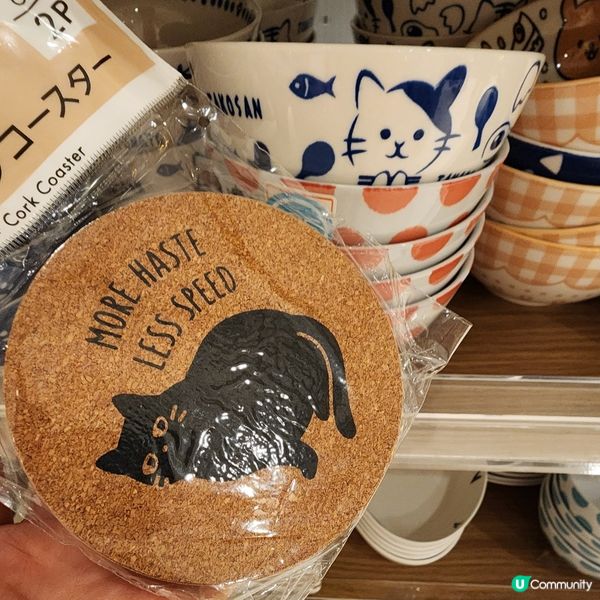 2P
コースター
Cork Coaster
MORE HASTE
LESS SPEED
U Community